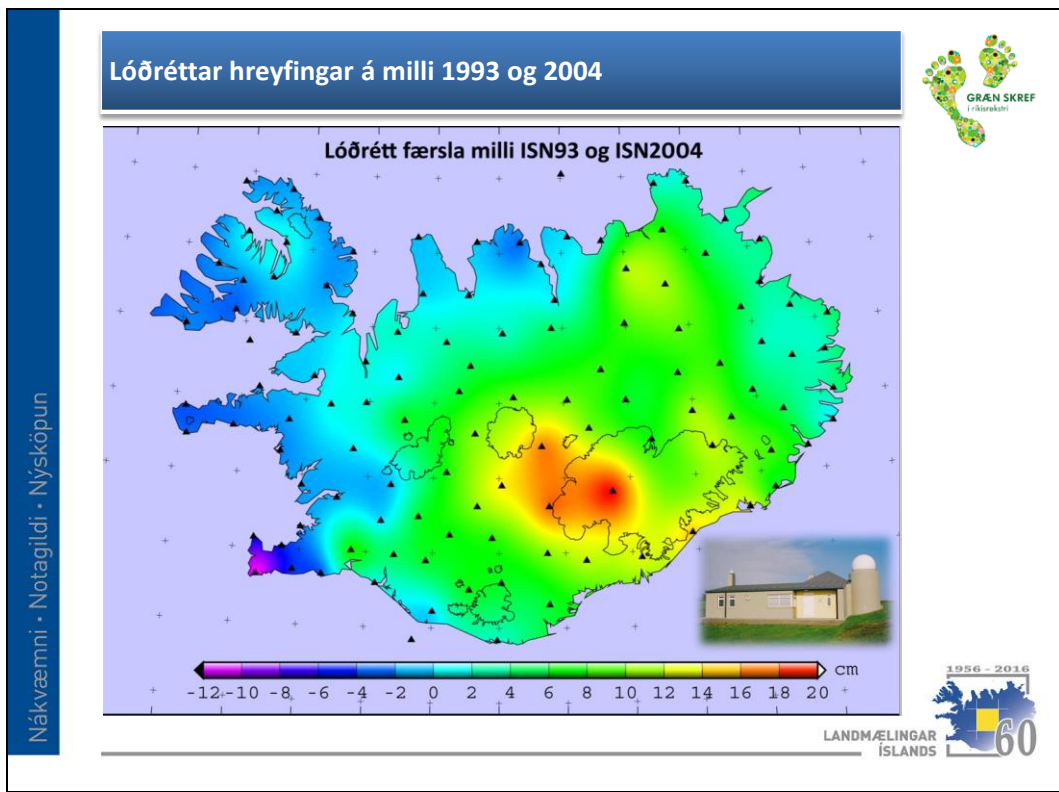 Lóðréttar hreyfingar á milli 1993 og 2004
GRÆN SKREF
í ríkisrekstri
Lóðrétt færsla milli ISN93 og ISN2004
-12 -10 -8 -6 -4 -2 0 2 4 6 8 10 12 14 16 18 20
cm
Nákvæmni • Notagildi • Nýsköpun
1956 - 2016
LANDMÆLINGAR
ÍSLANDS
60